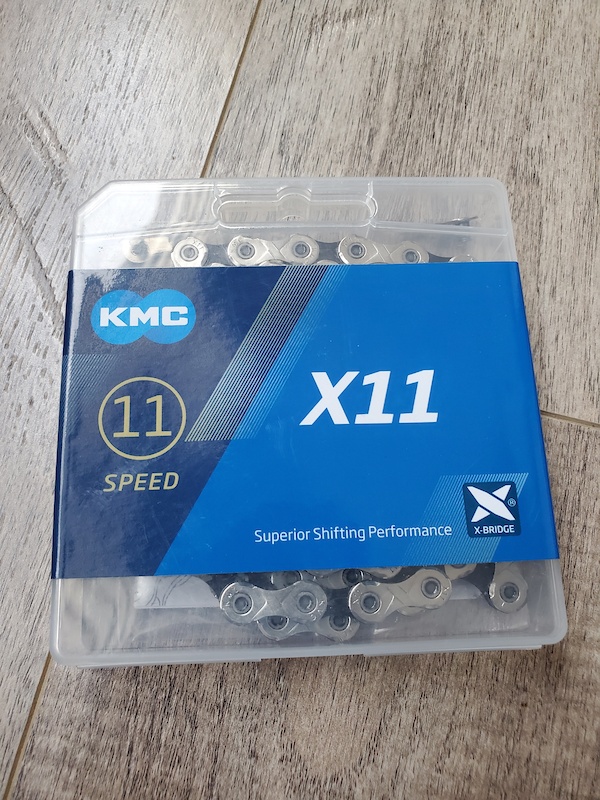 KMC
11
SPEED
X11
Superior Shifting Performance
®
X-BRIDGE